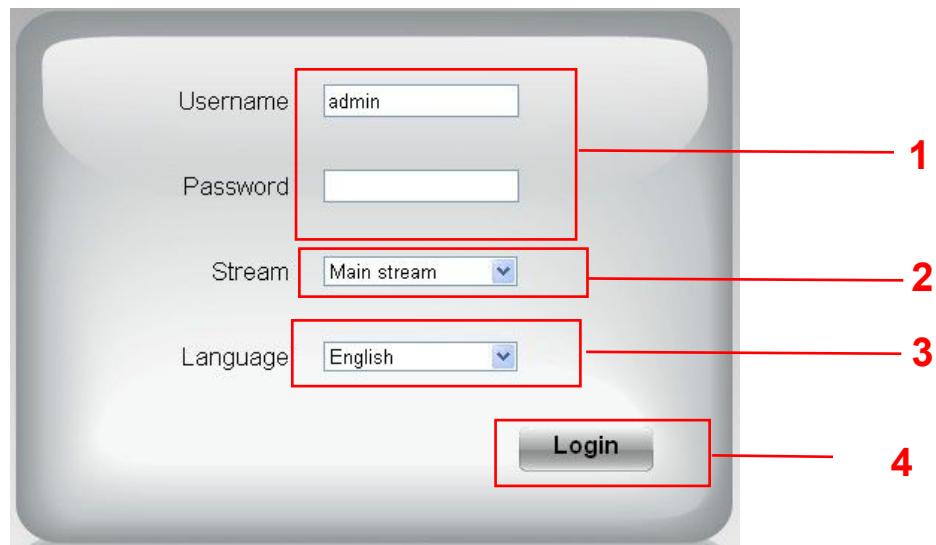 Username admin
1
Password
Stream Main stream
2
Language English
3
Login
4